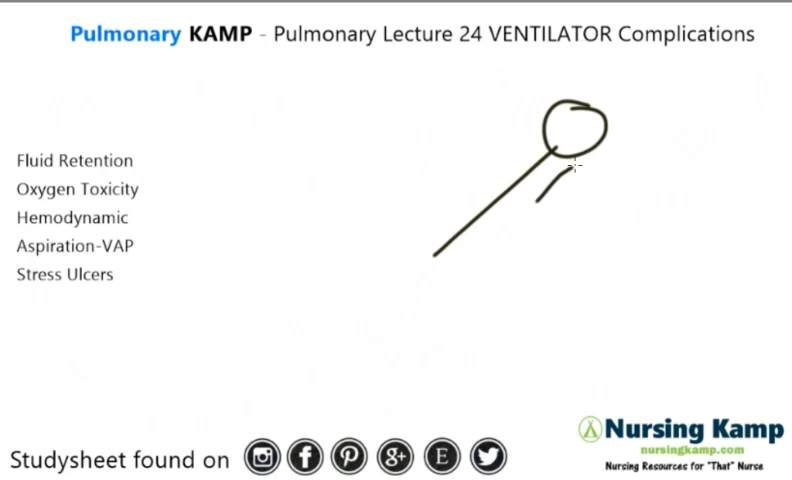 Pulmonary KAMP - Pulmonary Lecture 24 VENTILATOR Complications
Fluid Retention
Oxygen Toxicity
Hemodynamic
Aspiration-VAP
Stress Ulcers
Studysheet found on
Nursing Kamp
nursingkamp.com
Nursing Resources for "That" Nurse